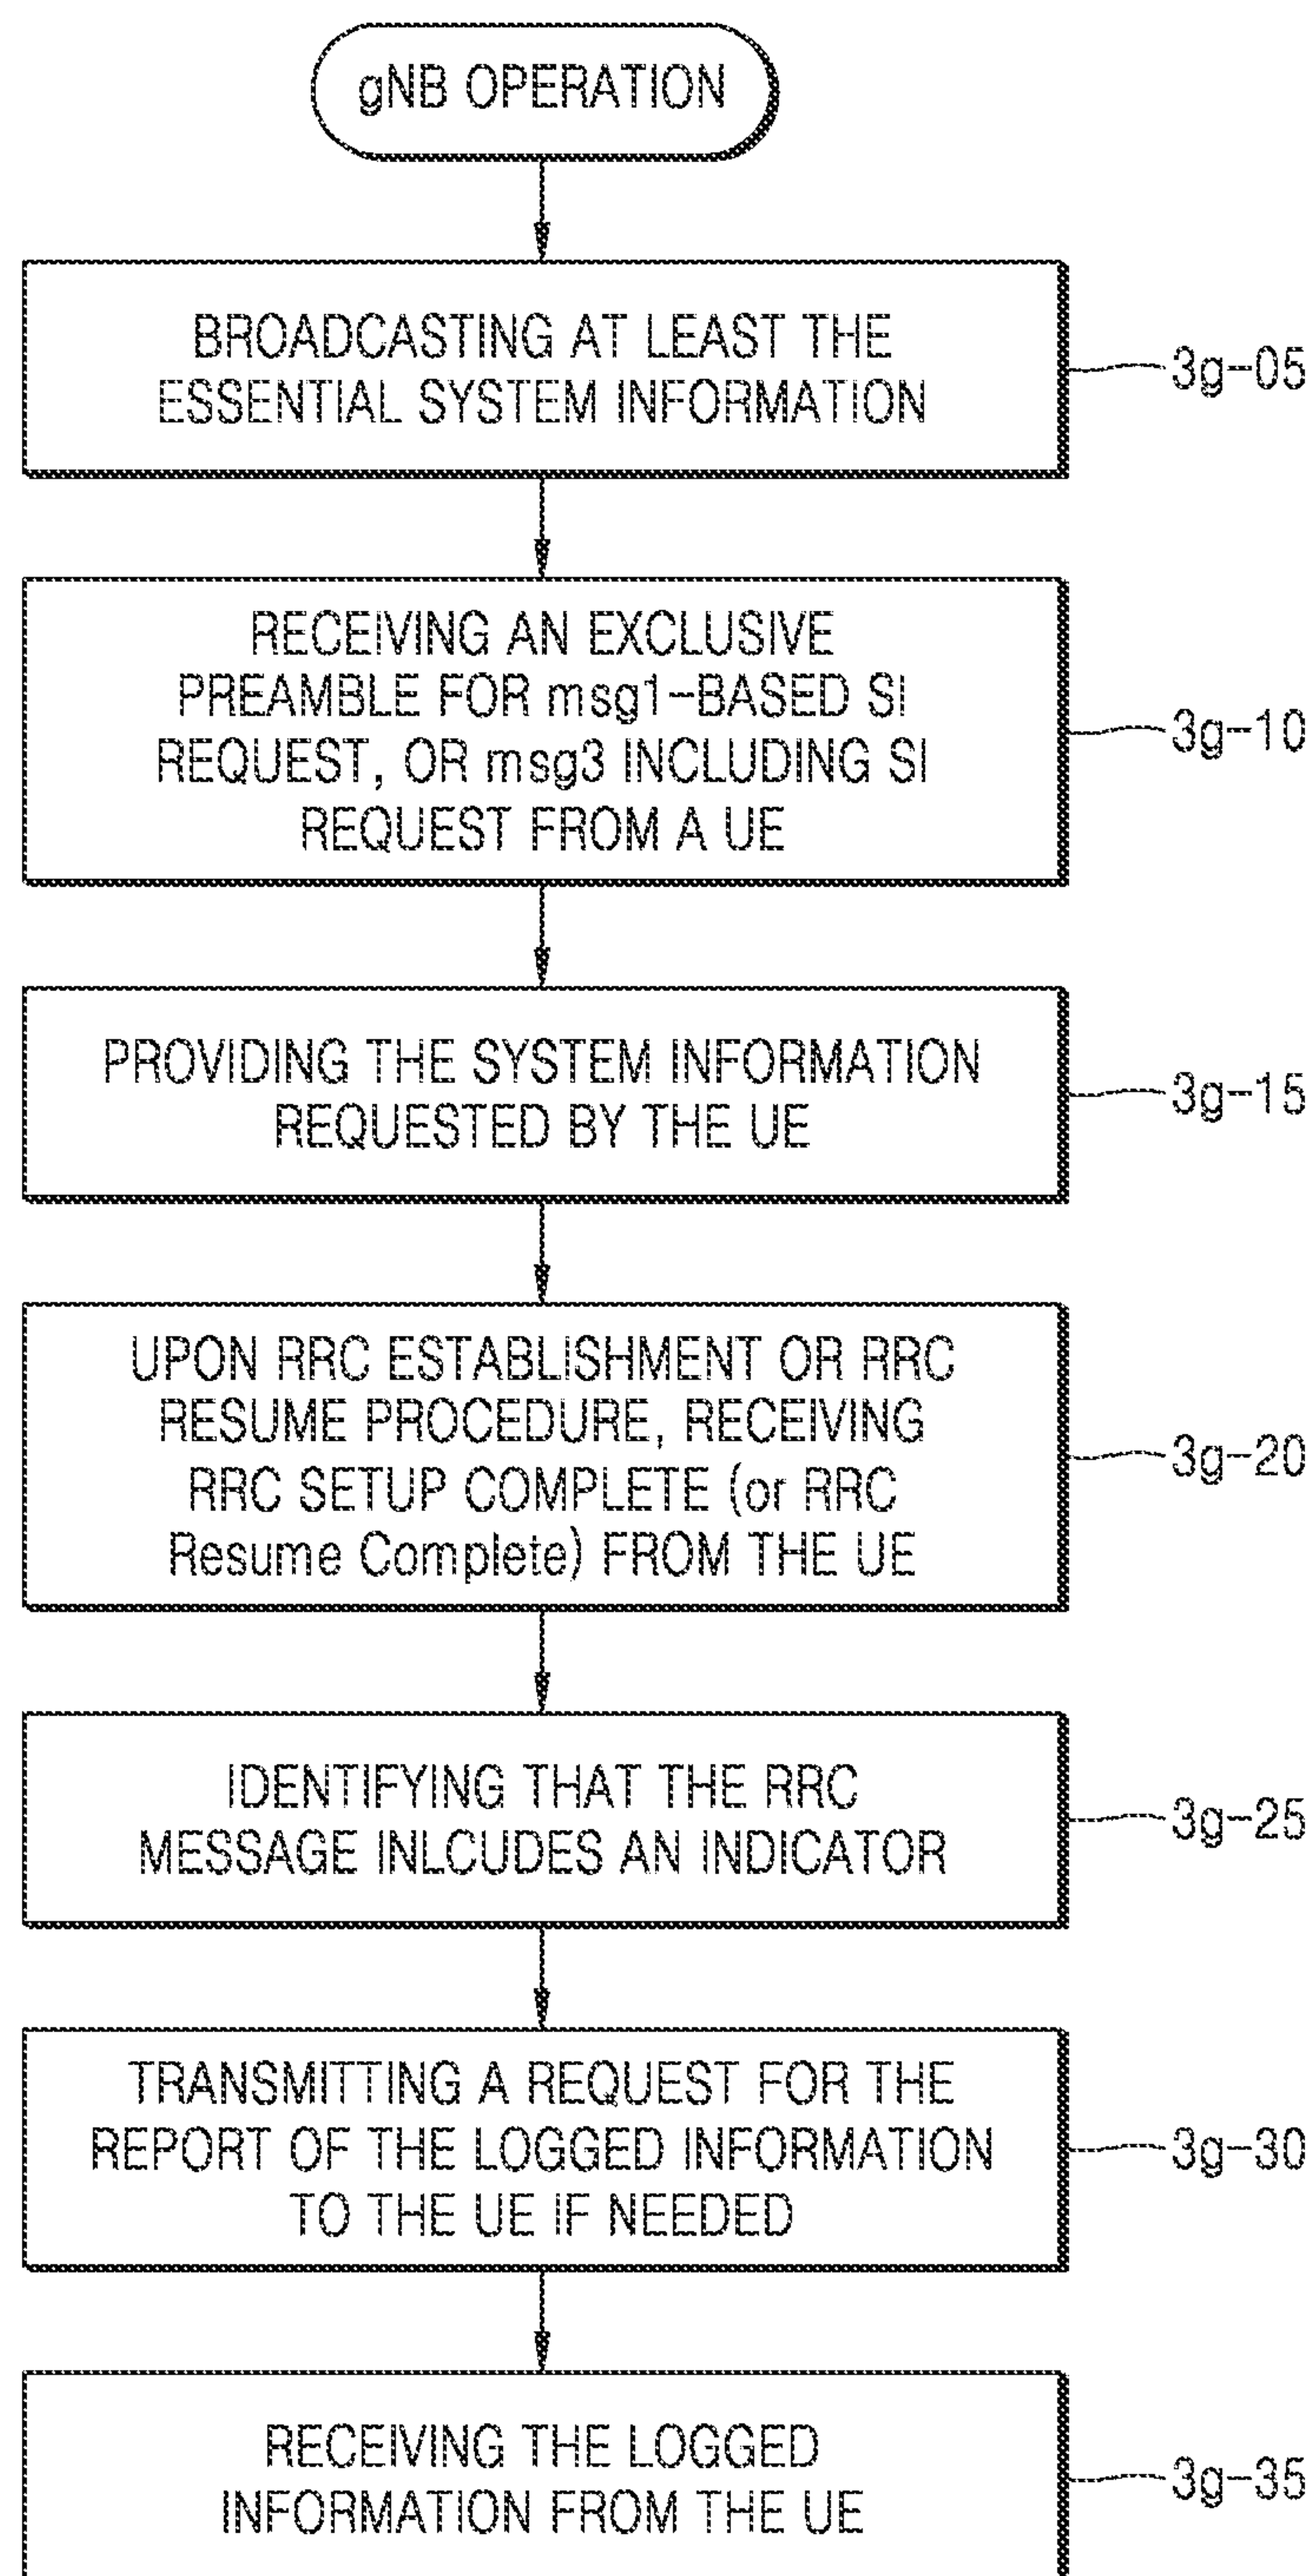 gNB OPERATION
BROADCASTING AT LEAST THE
ESSENTIAL SYSTEM INFORMATION
3g-05
RECEIVING AN EXCLUSIVE
PREAMBLE FOR msg1-BASED SI
REQUEST, OR msg3 INCLUDING SI
REQUEST FROM A UE
3g-10
PROVIDING THE SYSTEM INFORMATION
REQUESTED BY THE UE
3g-15
UPON RRC ESTABLISHMENT OR RRC
RESUME PROCEDURE, RECEIVING
RRC SETUP COMPLETE (or RRC
Resume Complete) FROM THE UE
3g-20
IDENTIFYING THAT THE RRC
MESSAGE INLCUDES AN INDICATOR
3g-25
TRANSMITTING A REQUEST FOR THE
REPORT OF THE LOGGED INFORMATION
TO THE UE IF NEEDED
3g-30
RECEIVING THE LOGGED
INFORMATION FROM THE UE
3g-35